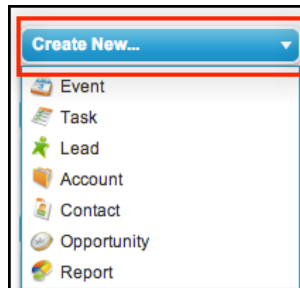 Create New...
Event
Task
Lead
Account
Contact
Opportunity
Report